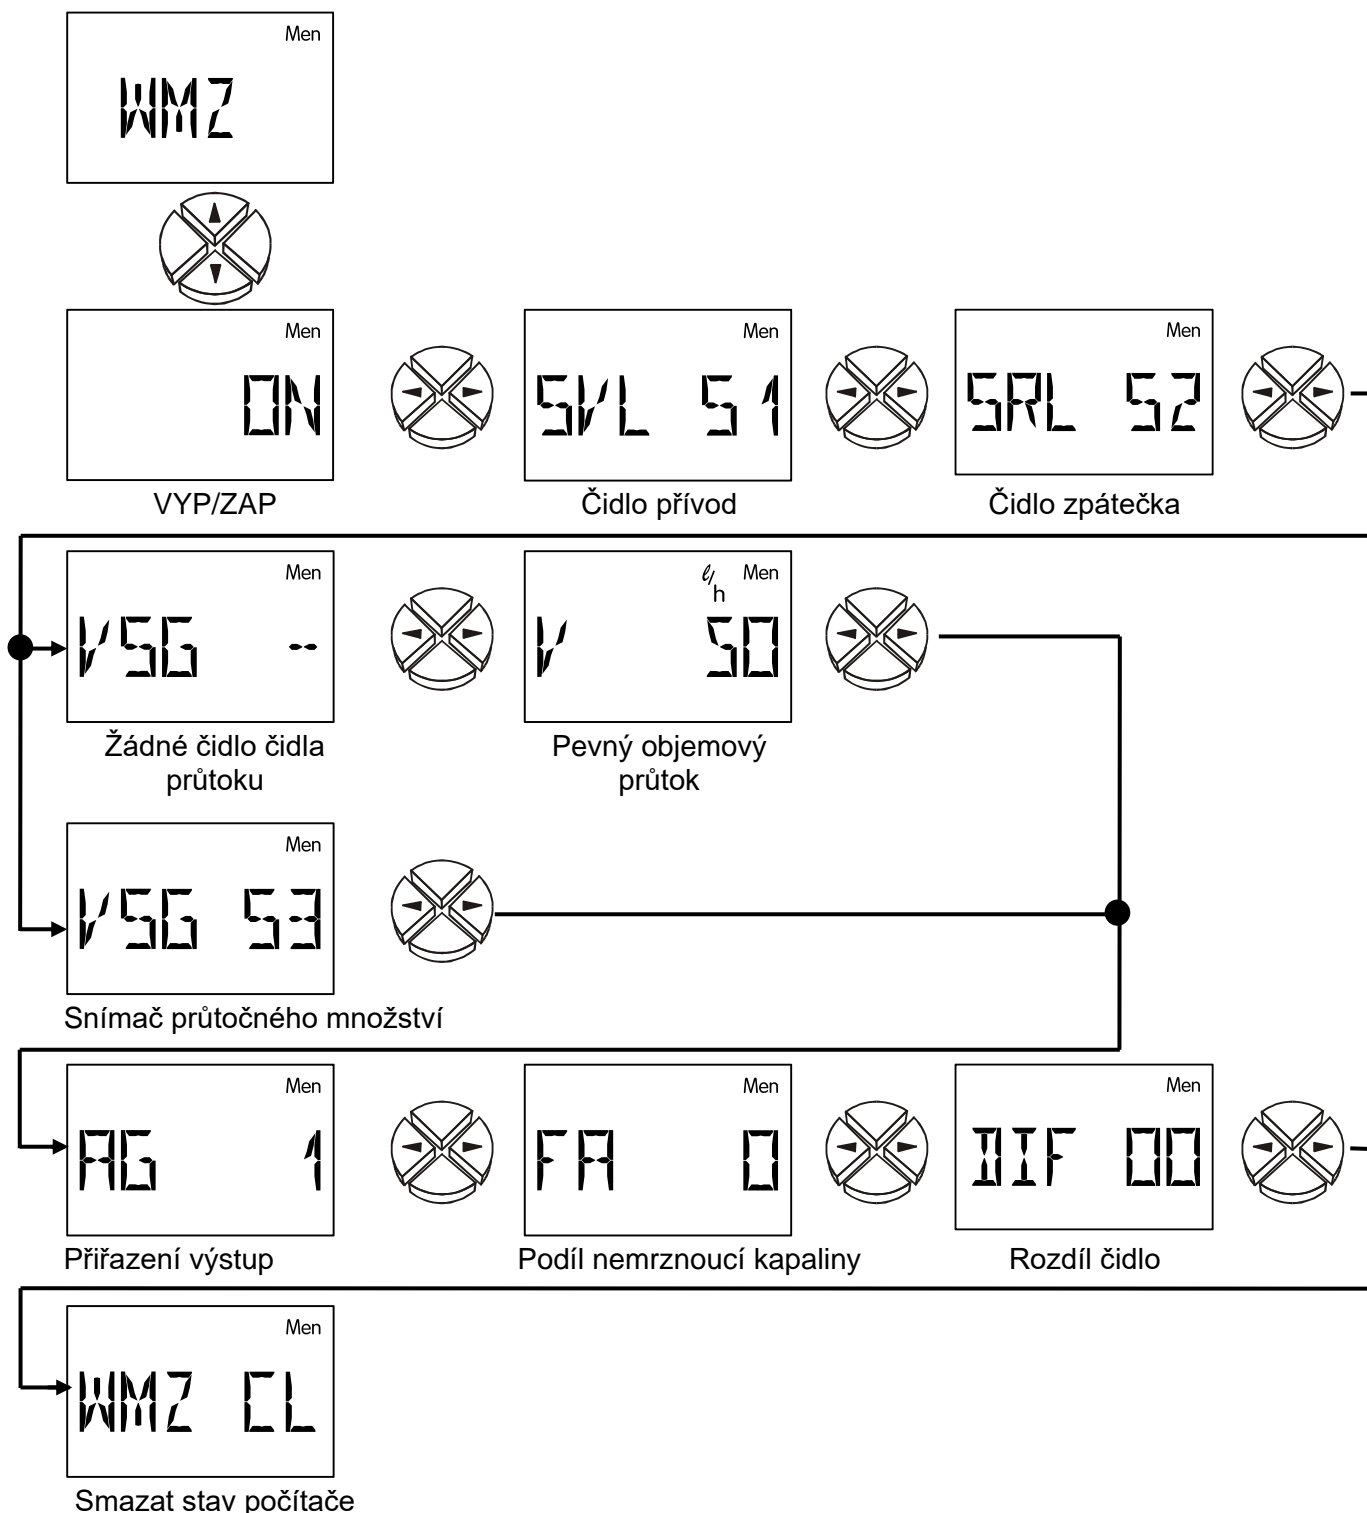 Men
WMZ
Men
ON
VYP/ZAP
Men
SVL S1
Čidlo přívod
Men
SRL S2
Čidlo zpátečka
Men
VSG --
Žádné čidlo čidla
průtoku
l/h Men
V 50
Pevný objemový
průtok
Men
VSG S3
Snímač průtočného množství
Men
AG 1
Přiřazení výstup
Men
FA 0
Podíl nemrznoucí kapaliny
Men
DIF 00
Rozdíl čidlo
Men
WMZ CL
Smazat stav počítače